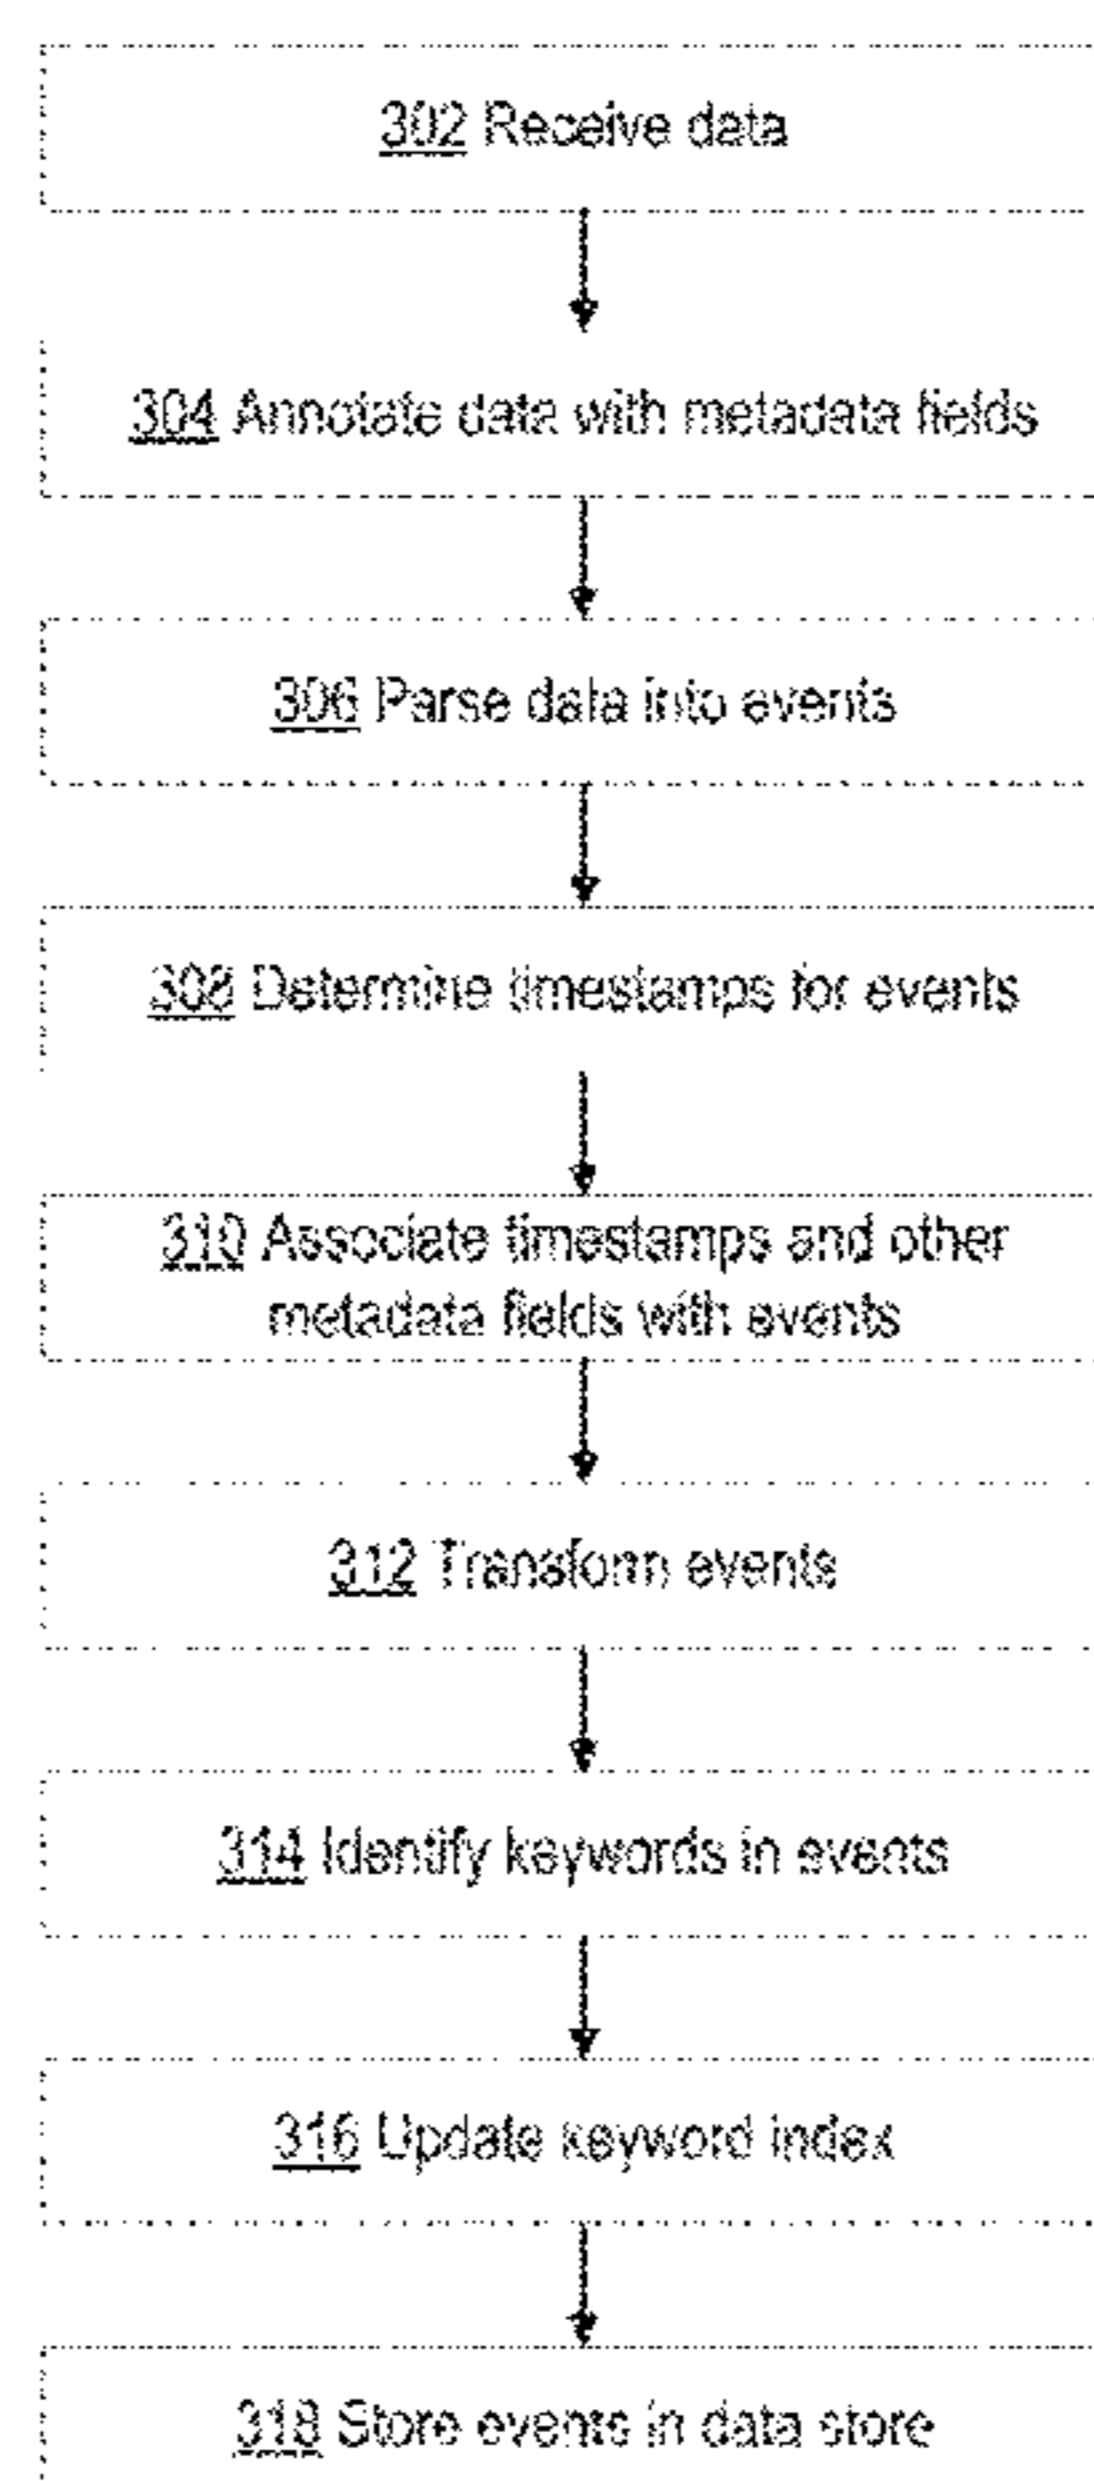 302 Receive data
304 Annotate data with metadata fields
306 Parse data into events
308 Determine timestamps for events
310 Associate timestamps and other
metadata fields with events
312 Transform events
314 Identify keywords in events
316 Update keyword index
318 Store events in data store